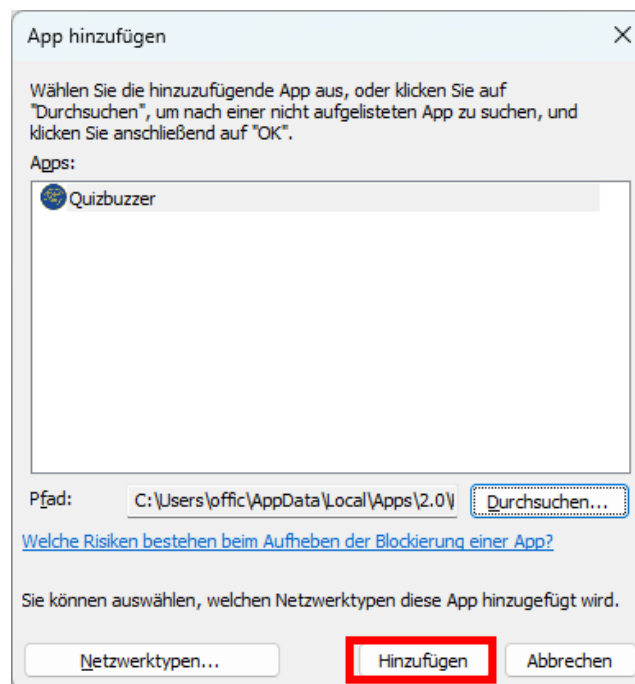 App hinzufügen
Wählen Sie die hinzuzufügende App aus, oder klicken Sie auf
"Durchsuchen", um nach einer nicht aufgelisteten App zu suchen, und
klicken Sie anschließend auf "OK".
Apps:
Quizbuzzer
Pfad: C:\Users\offic\AppData\Local\Apps\2.0\ Durchsuchen...
Welche Risiken bestehen beim Aufheben der Blockierung einer App?
Sie können auswählen, welchen Netzwerktypen diese App hinzugefügt wird.
Netzwerktypen... Hinzufügen Abbrechen